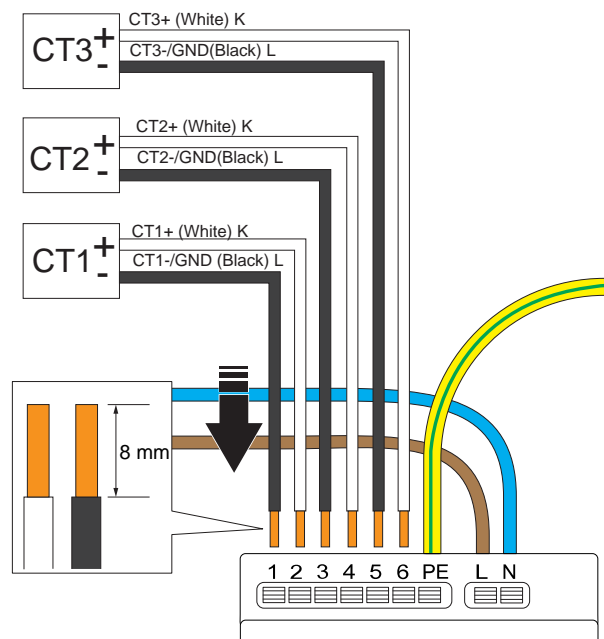 CT3+ (White) K
CT3 + -
CT3-/GND(Black) L
CT2+ (White) K
CT2 + -
CT2-/GND(Black) L
CT1+ (White) K
CT1 + -
CT1-/GND (Black) L
8 mm
1 2 3 4 5 6 PE L N